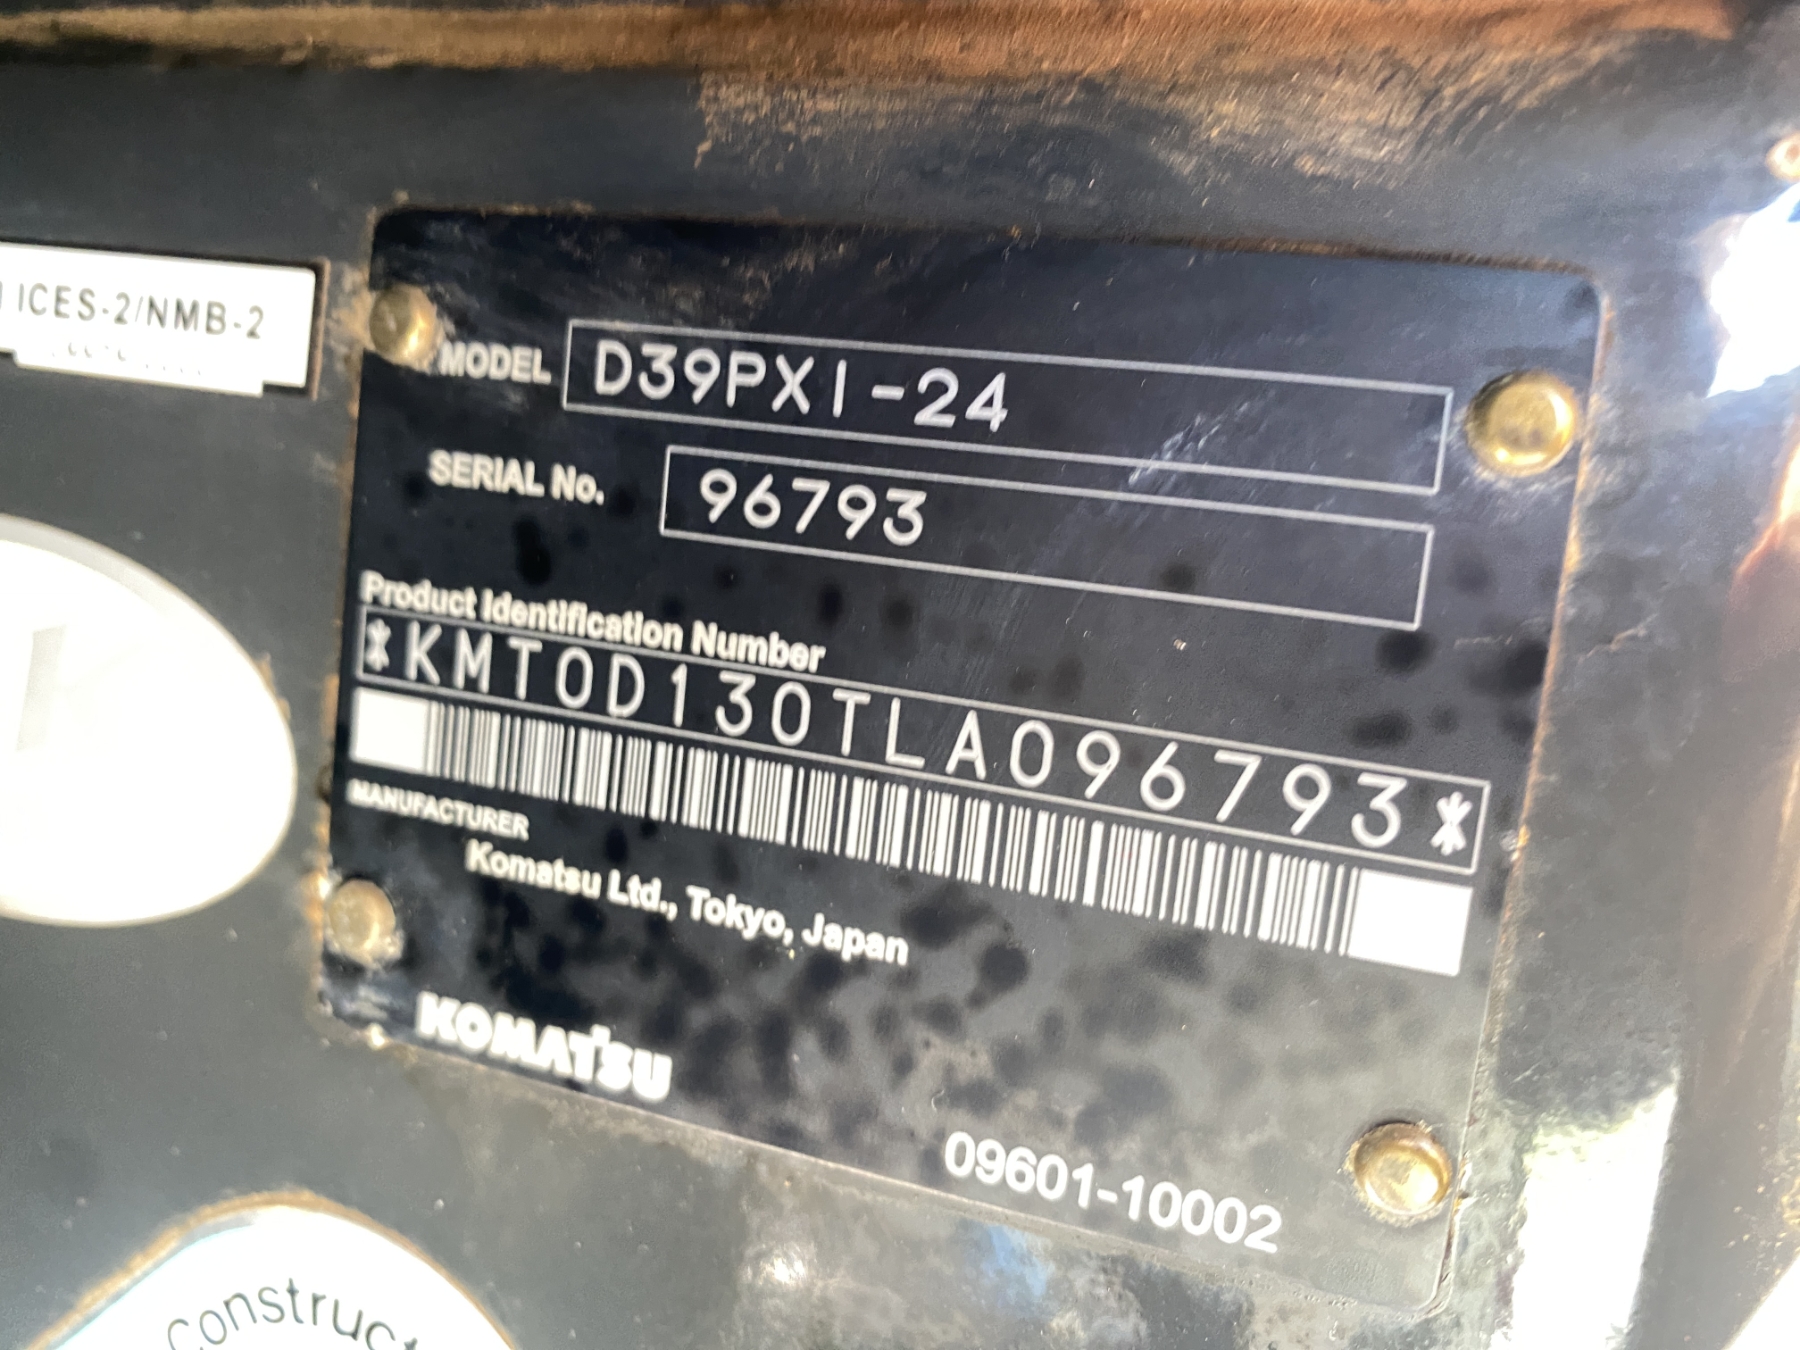 ICES-2/NMB-2
MODEL D39PXI-24
SERIAL No. 96793
Product Identification Number
*KMT0D130TLA096793*
MANUFACTURER
Komatsu Ltd., Tokyo, Japan
KOMATSU
09601-10002
Construct